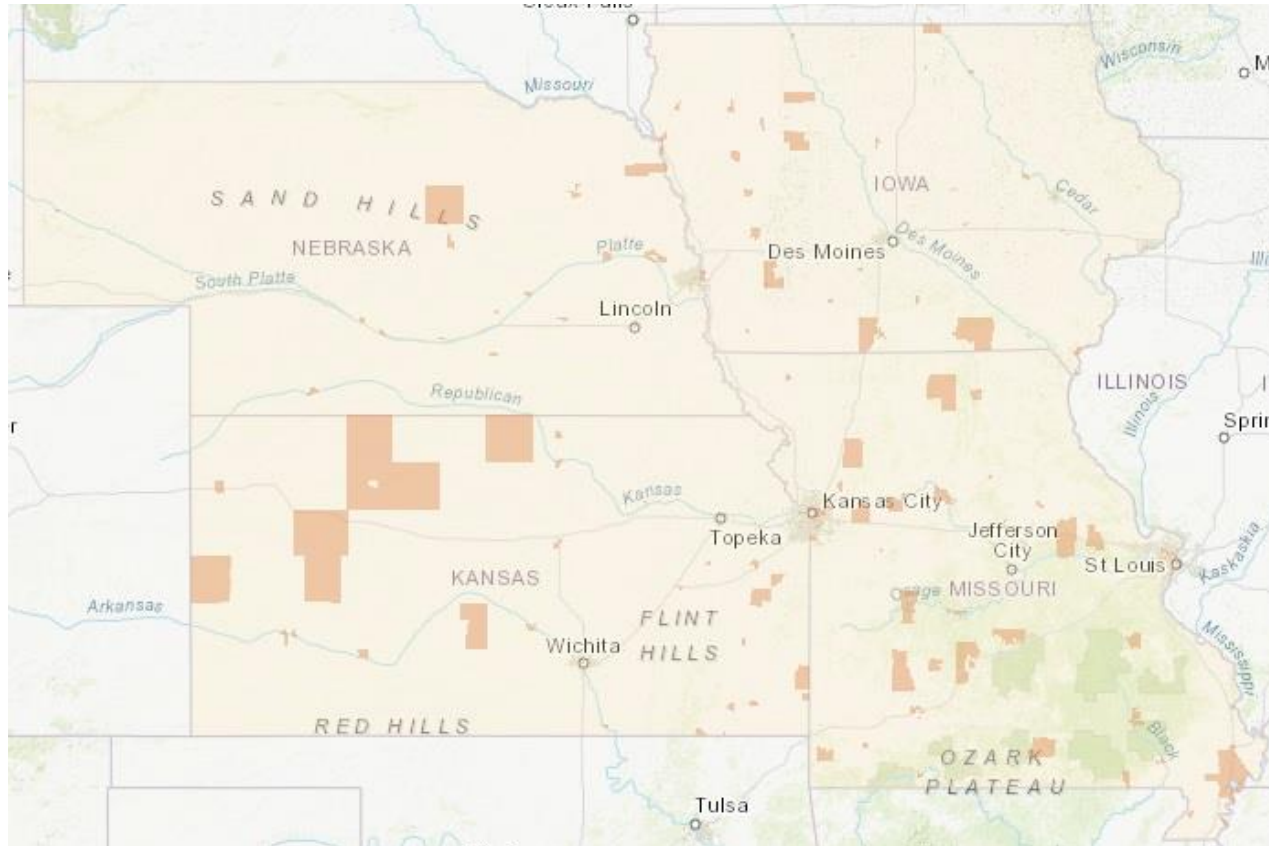 Wisconsin
Missouri
IOWA
Cedar
SAND HILLS
NEBRASKA
Des Moines
Des Moines
Platte
South Platte
Lincoln
Republican
ILLINOIS
Illinois
Kansas
Kansas City
Topeka
Jefferson
City
St Louis
Kaskaskia
KANSAS
MISSOURI
Arkansas
FLINT
HILLS
Wichita
Mississippi
RED HILLS
Black
OZARK
PLATEAU
Tulsa